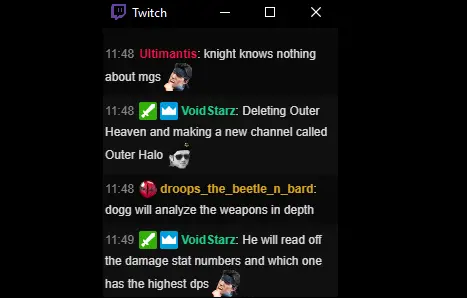 Twitch
11:48 Ultimantis: knight knows nothing
about mgs
11:48 VoidStarz: Deleting Outer
Heaven and making a new channel called
Outer Halo
11:48 droops_the_beetle_n_bard:
dogg will analyze the weapons in depth
11:49 VoidStarz: He will read off
the damage stat numbers and which one
has the highest dps